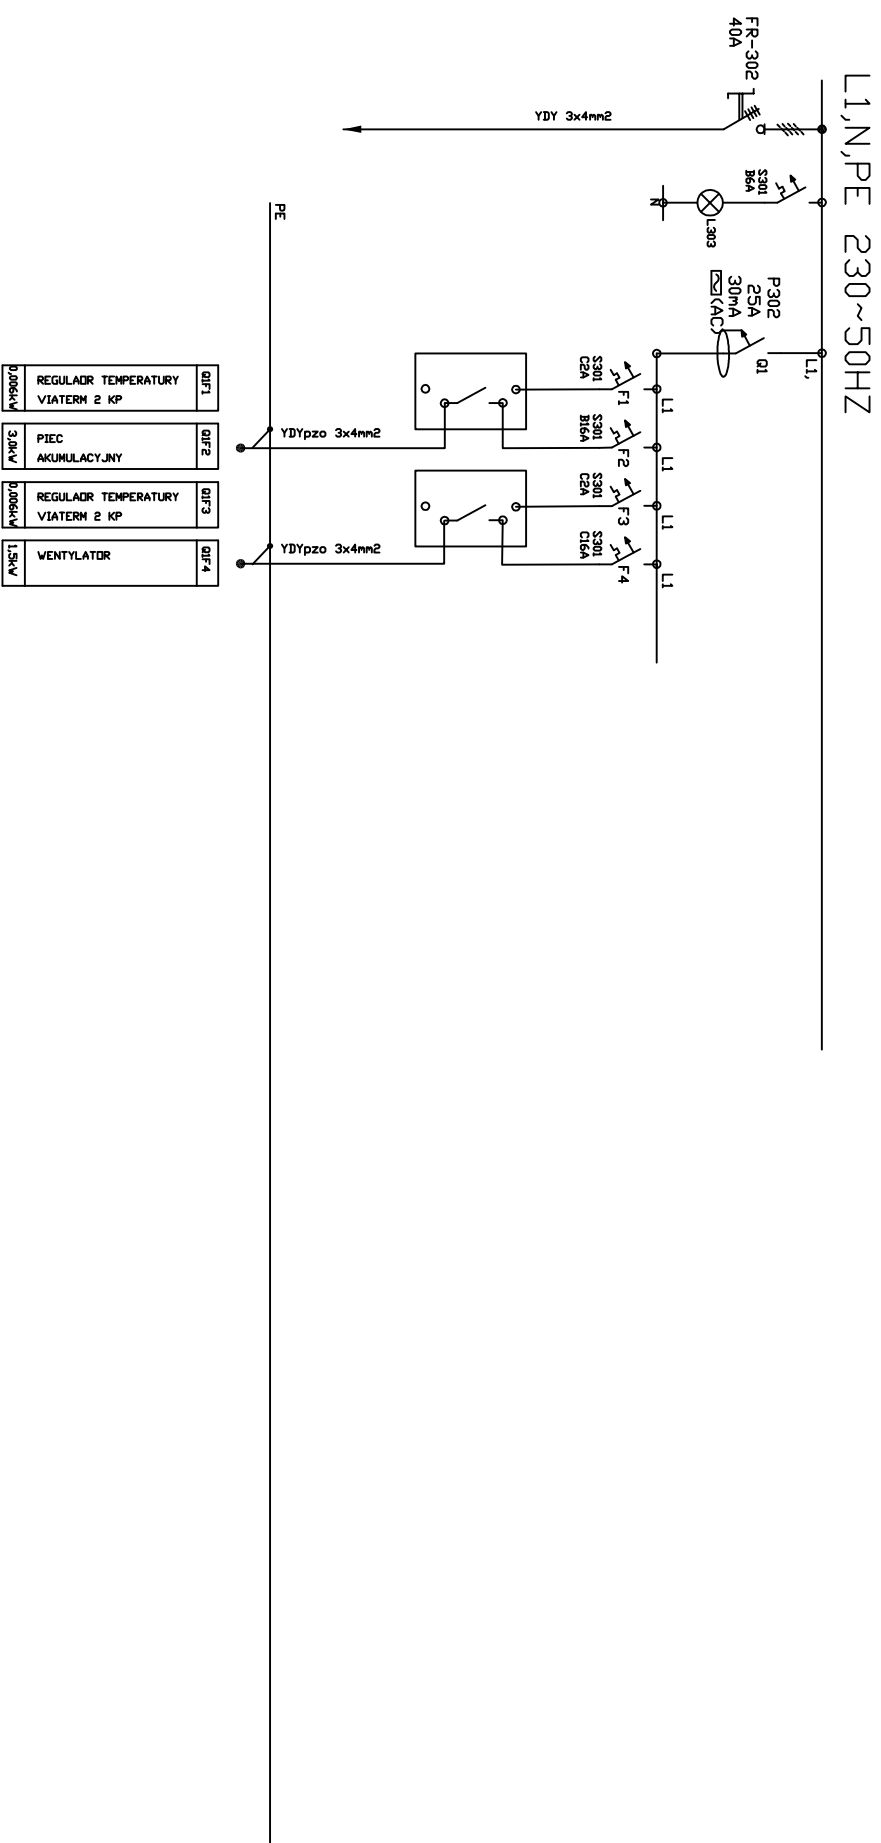 L1,N,PE 230~50HZ
FR-302
40A
YDY 3x4mm2
S301
B6A
L303
N
P302
25A
30mA
(AC)
Q1
L1,
L1
L1
L1
L1
S301
C2A
F1
S301
B16A
F2
S301
C2A
F3
S301
C16A
F4
YDYpzo 3x4mm2
YDYpzo 3x4mm2
PE
Q1F1
REGULAOR TEMPERATURY
VIATERM 2 KP
0,006kW
Q1F2
PIEC
AKUMULACYJNY
3,0kW
Q1F3
REGULAOR TEMPERATURY
VIATERM 2 KP
0,006kW
Q1F4
WENTYLATOR
1,5kW